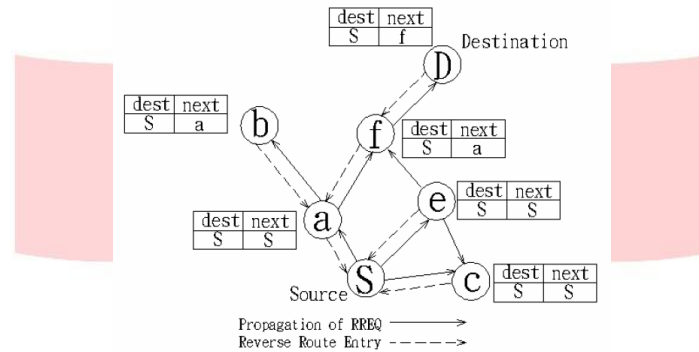 dest next
S f
Destination
D
dest next
S a
b
f
dest next
S a
e
dest next
S S
dest next
S S
a
S
c
dest next
S S
Source
Propagation of RREQ
Reverse Route Entry